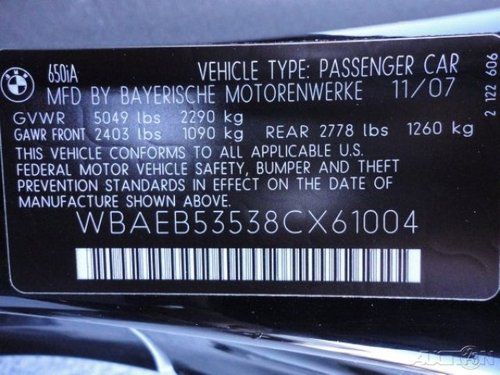 BMW
650iA
VEHICLE TYPE: PASSENGER CAR
MFD BY BAYERISCHE MOTORENWERKE 11/07
GVWR 5049 lbs 2290 kg
GAWR FRONT 2403 lbs 1090 kg REAR 2778 lbs 1260 kg
THIS VEHICLE CONFORMS TO ALL APPLICABLE U.S.
FEDERAL MOTOR VEHICLE SAFETY, BUMPER AND THEFT
PREVENTION STANDARDS IN EFFECT ON THE DATE OF
MANUFACTURE SHOWN ABOVE.
WBAEB53538CX61004
2 122 606